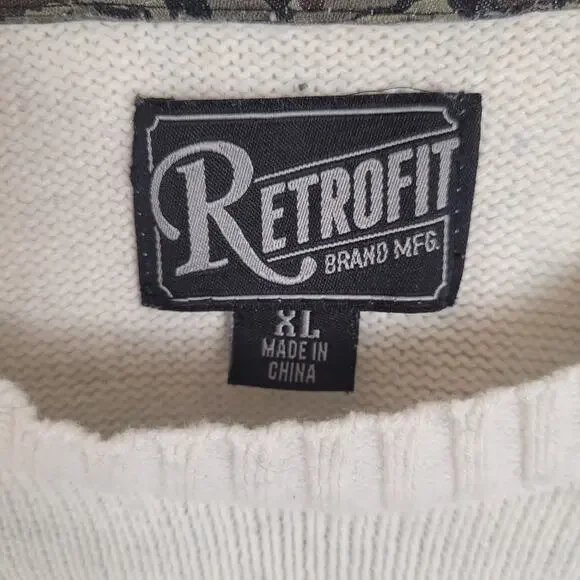 RETROFIT
BRAND MFG.
XL
MADE IN
CHINA